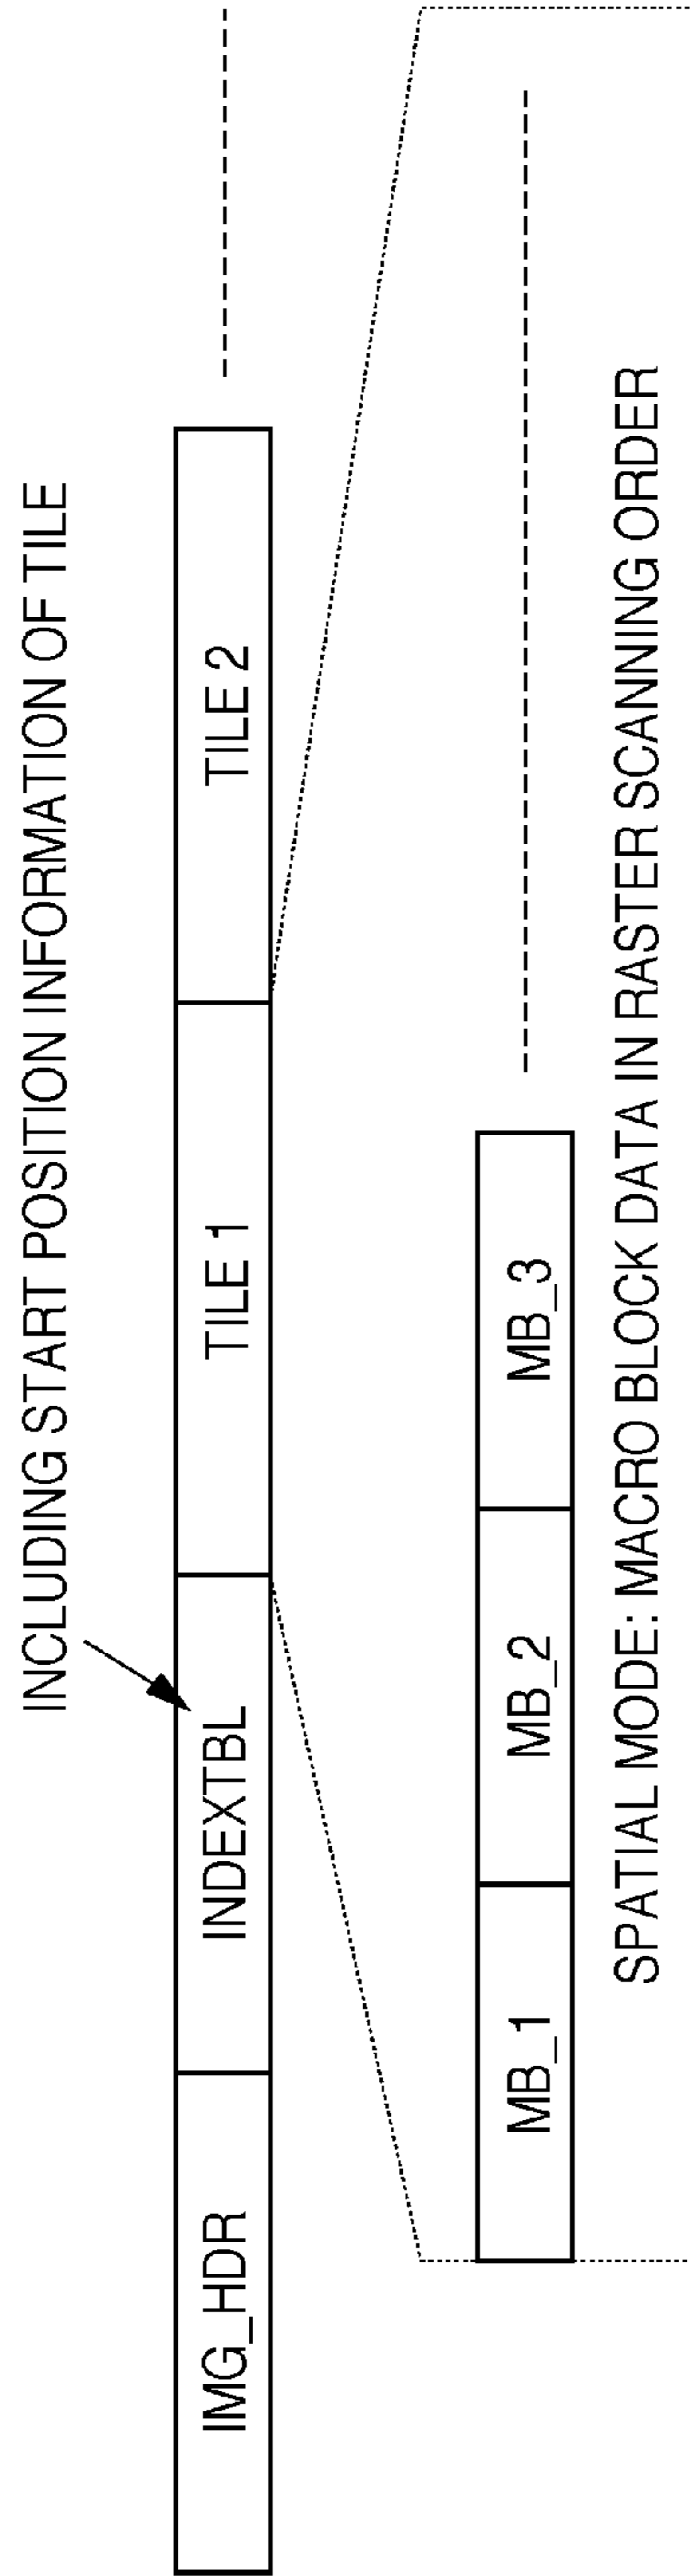 INCLUDING START POSITION INFORMATION OF TILE
IMG_HDR
INDEXTBL
TILE 1
TILE 2
MB_1
MB_2
MB_3
SPATIAL MODE: MACRO BLOCK DATA IN RASTER SCANNING ORDER